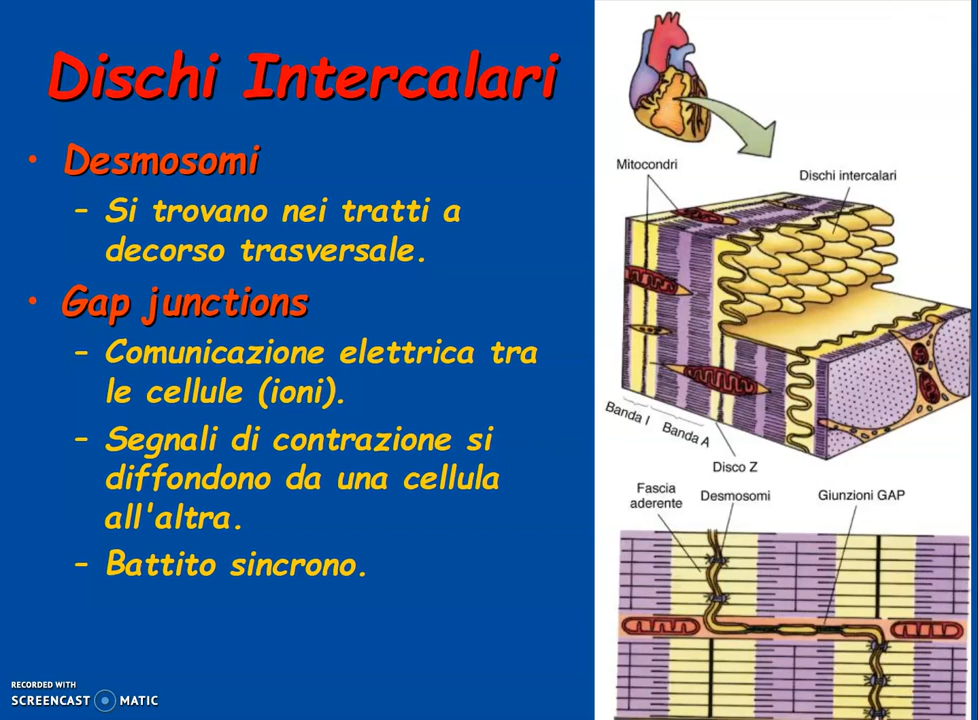 Dischi Intercalari
• Desmosomi
– Si trovano nei tratti a
decorso trasversale.
• Gap junctions
– Comunicazione elettrica tra
le cellule (ioni).
– Segnali di contrazione si
diffondono da una cellula
all'altra.
– Battito sincrono.
Mitocondri
Dischi intercalari
Banda I
Banda A
Disco Z
Fascia
aderente
Desmosomi
Giunzioni GAP
RECORDED WITH
SCREENCAST MATIC